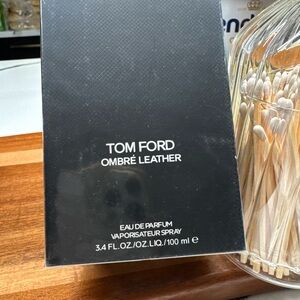 TOM FORD
OMBRÉ LEATHER
EAU DE PARFUM
VAPORISATEUR SPRAY
3.4 FL.OZ./OZ.LIQ./100 ml ℮